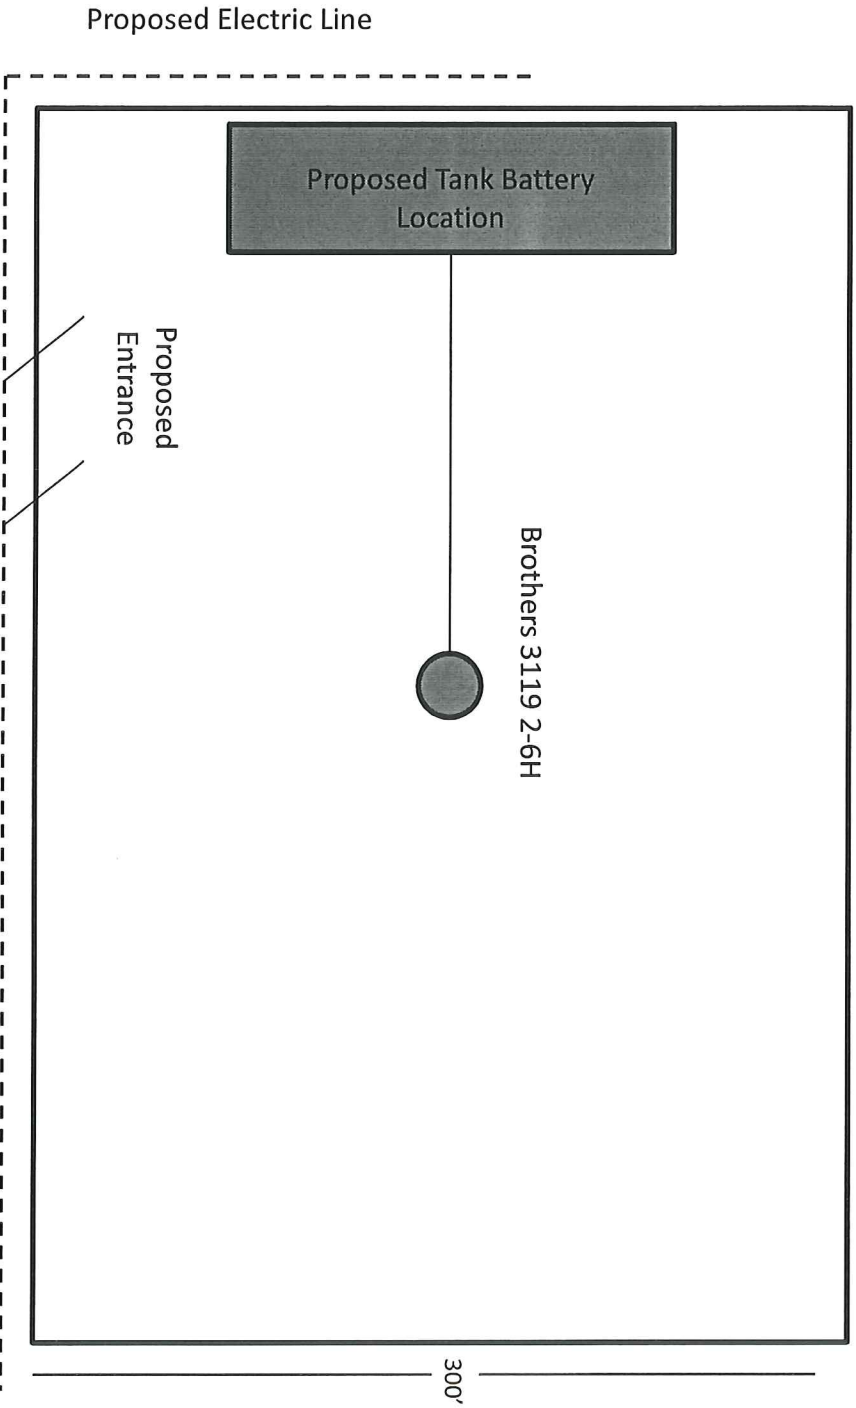 Proposed Electric Line
Proposed Tank Battery
Location
Proposed
Entrance
Brothers 3119 2-6H
300'